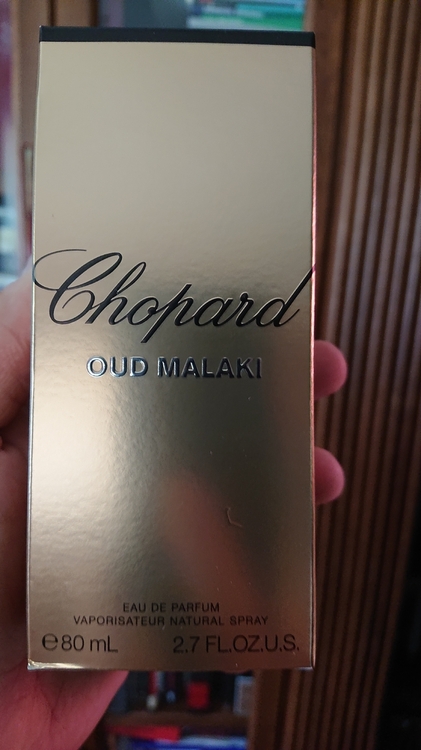 Chopard
OUD MALAKI
EAU DE PARFUM
VAPORISATEUR NATURAL SPRAY
℮80 mL 2.7 FL.OZ.U.S.